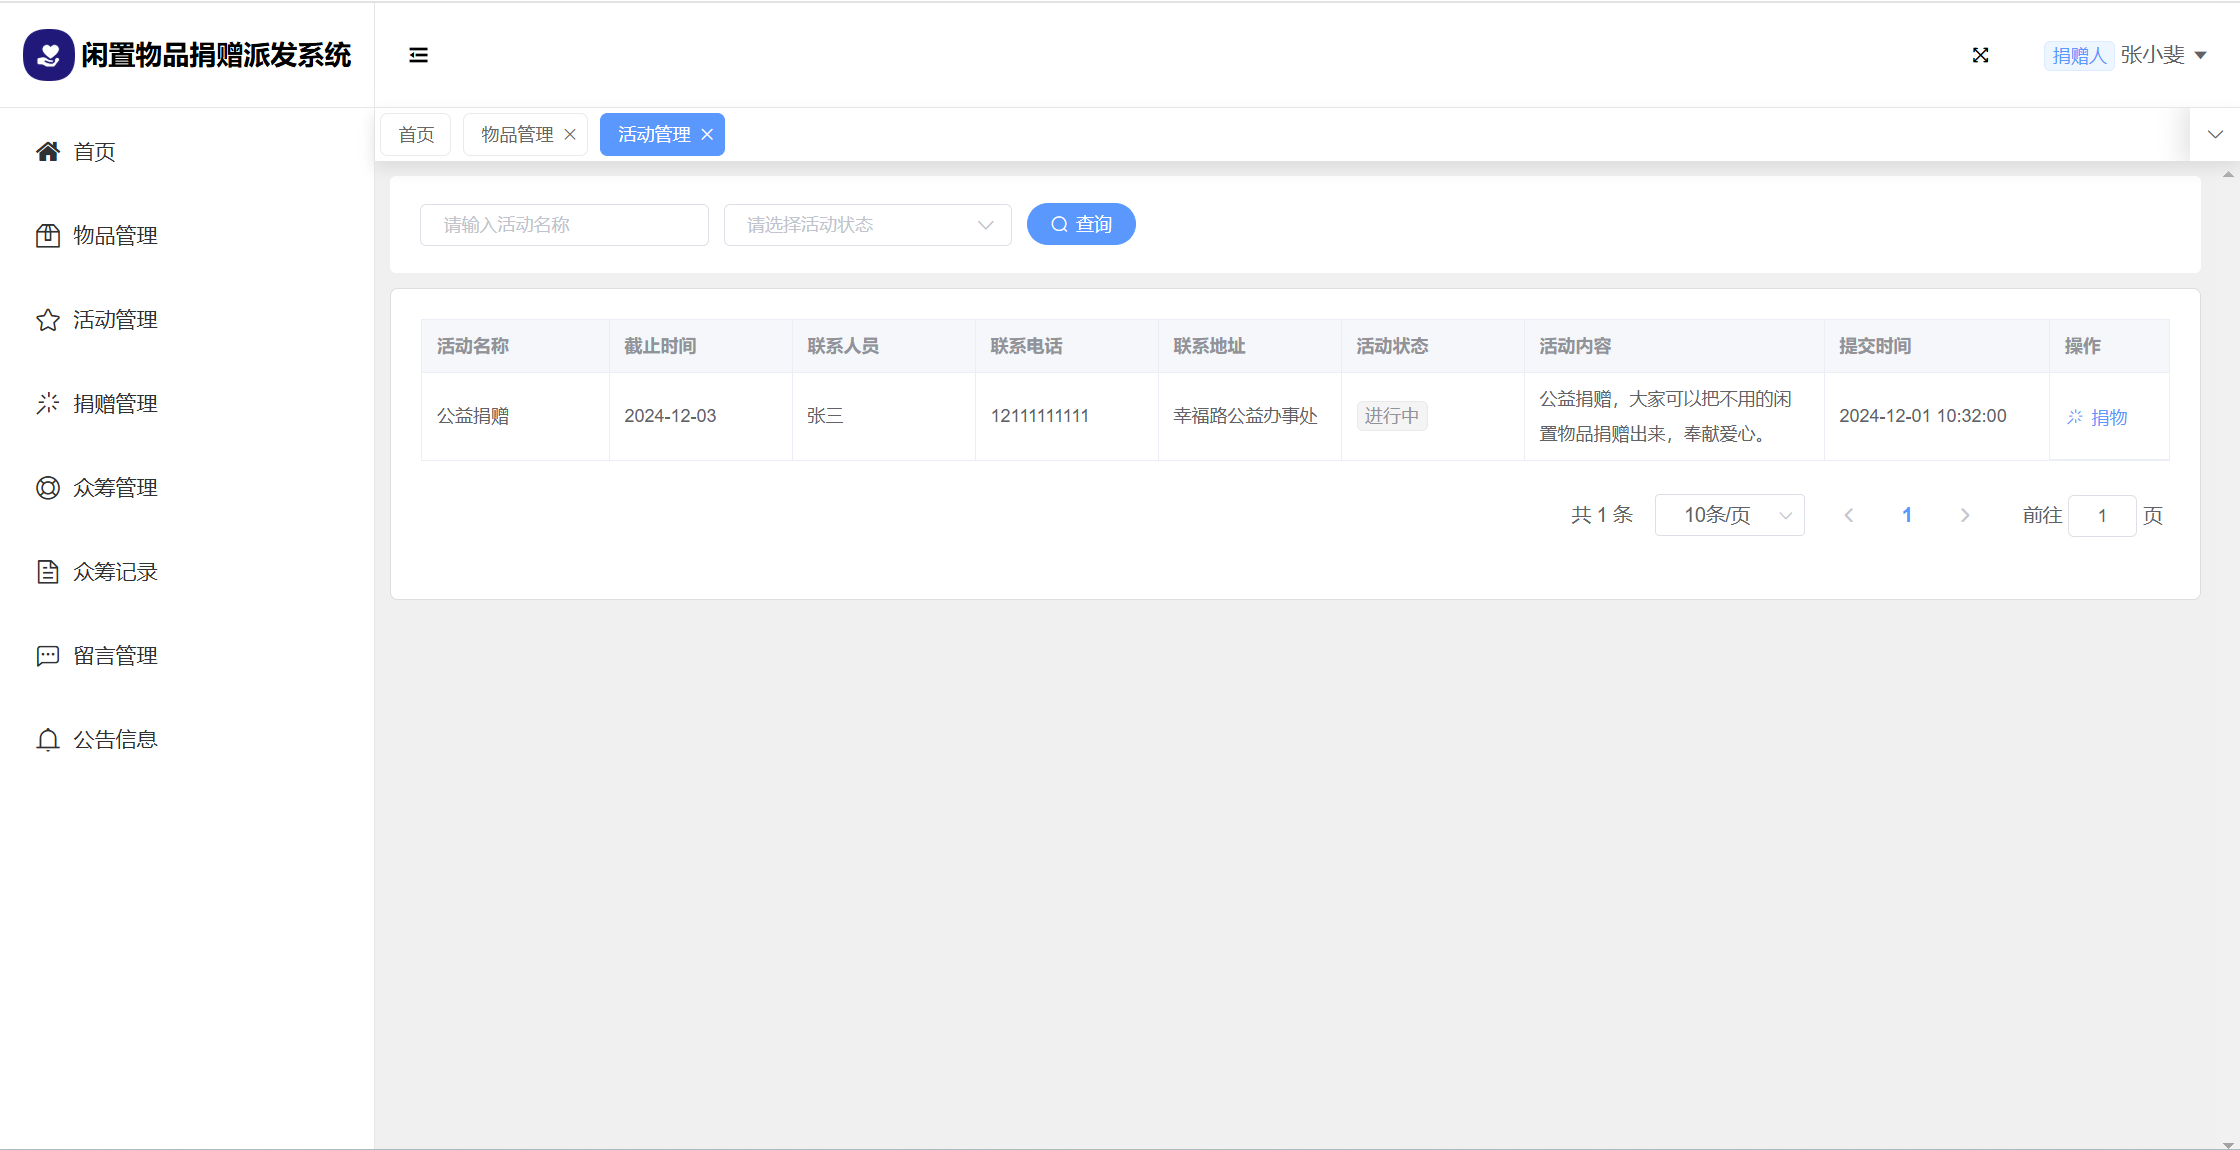 闲置物品捐赠派发系统
捐赠人 张小斐
首页
物品管理
活动管理
捐赠管理
众筹管理
众筹记录
留言管理
公告信息
首页 物品管理 活动管理
请输入活动名称 请选择活动状态 查询
活动名称 截止时间 联系人员 联系电话 联系地址 活动状态 活动内容 提交时间 操作
公益捐赠 2024-12-03 张三 12111111111 幸福路公益办事处 进行中 公益捐赠，大家可以把不用的闲 2024-12-01 10:32:00 捐物
置物品捐赠出来，奉献爱心。
共 1 条 10条/页 1 前往 1 页